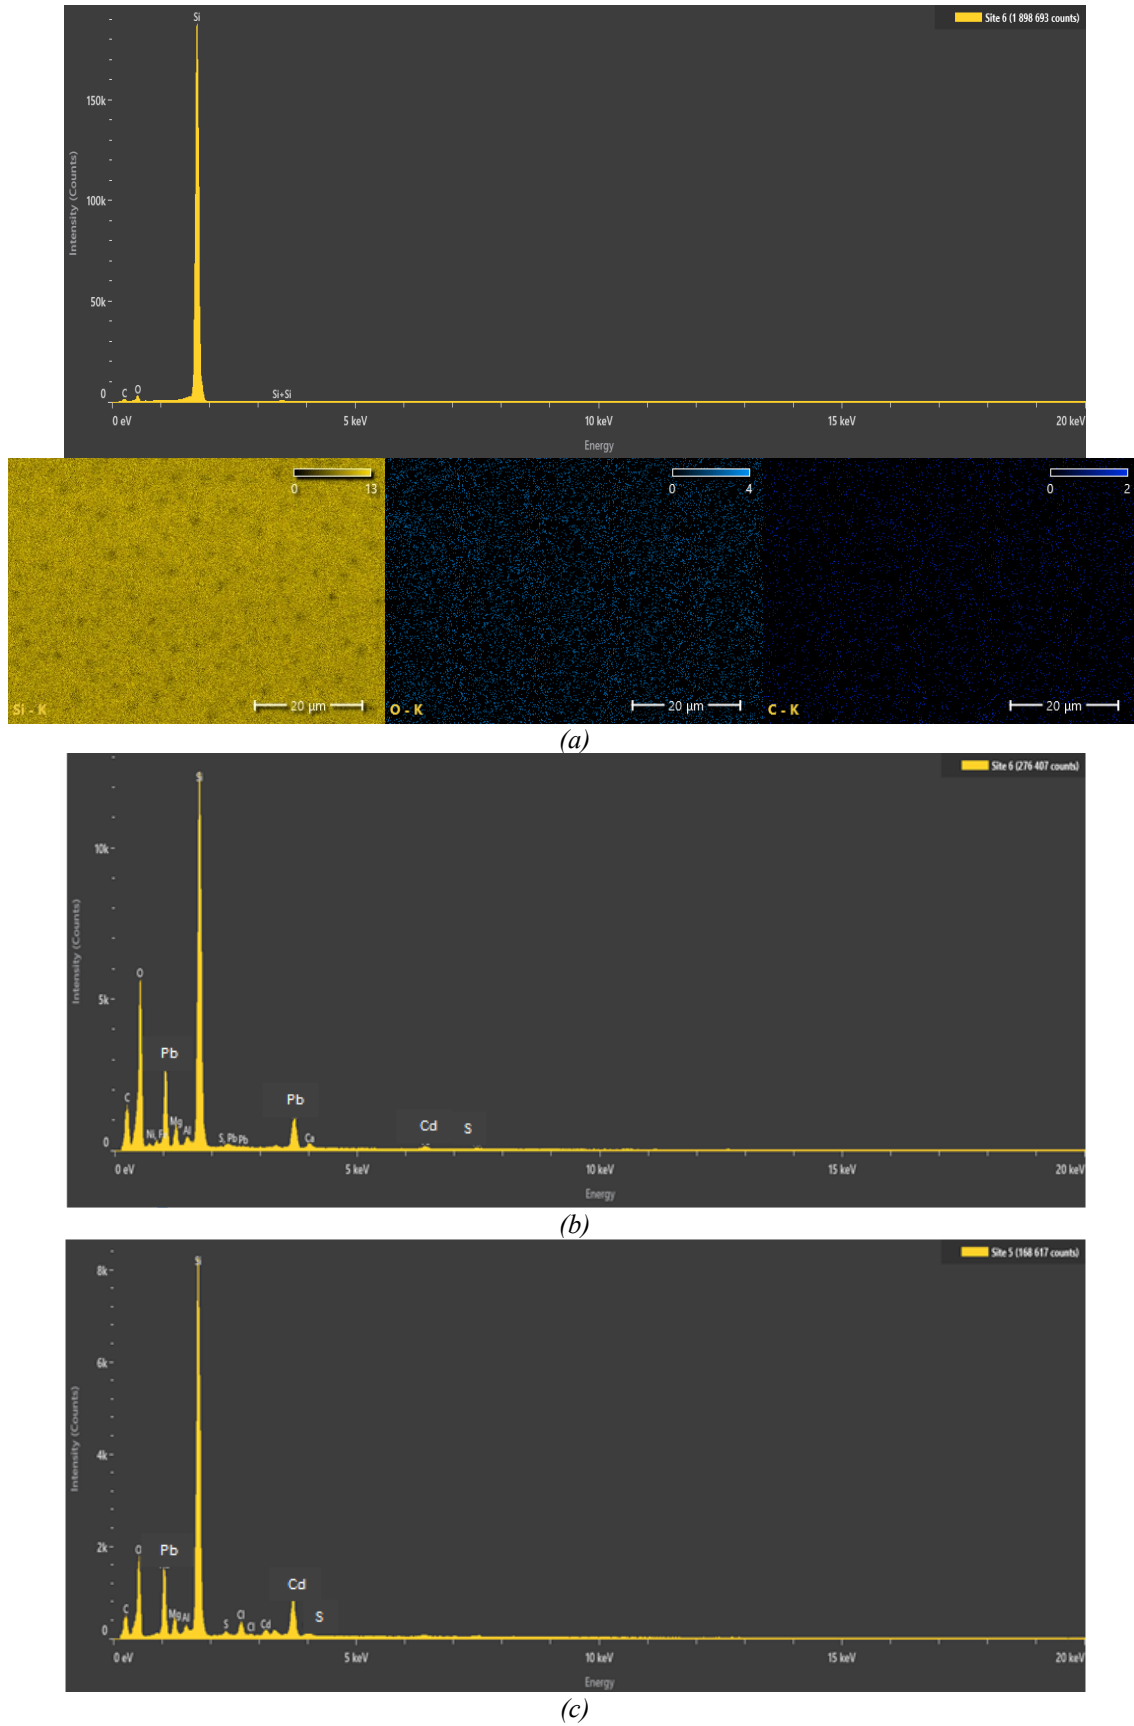 Site 6 (1 898 693 counts)
Si
150k
100k
50k
0
C
O
Si+Si
0 eV
5 keV
10 keV
15 keV
20 keV
Intensity (Counts)
Energy
0 13
0 4
0 2
Si - K
20 µm
O - K
20 µm
C - K
20 µm
(a)
Site 6 (276 407 counts)
Si
10k
5k
0
O
C
Pb
Ni, F
Mg
Al
S, Pb
Pb
Pb
Ca
Cd
S
0 eV
5 keV
10 keV
15 keV
20 keV
Intensity (Counts)
Energy
(b)
Site 5 (168 617 counts)
Si
8k
6k
4k
2k
0
O
C
Pb
Mg
Al
S
Cl
Cl
Cd
Cd
S
0 eV
5 keV
10 keV
15 keV
20 keV
Intensity (Counts)
Energy
(c)